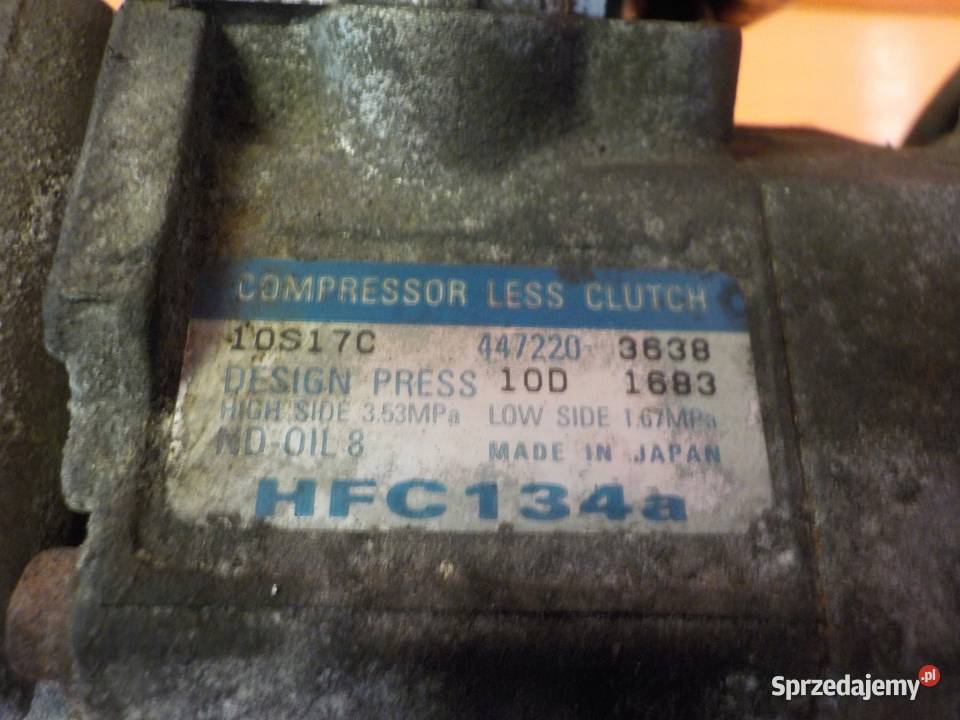 COMPRESSOR LESS CLUTCH
10S17C 447220- 3638
DESIGN PRESS 10D 1683
HIGH SIDE 3.53MPa LOW SIDE 1.67MPa
ND-OIL 8 MADE IN JAPAN
HFC134a
Sprzedajemy.pl